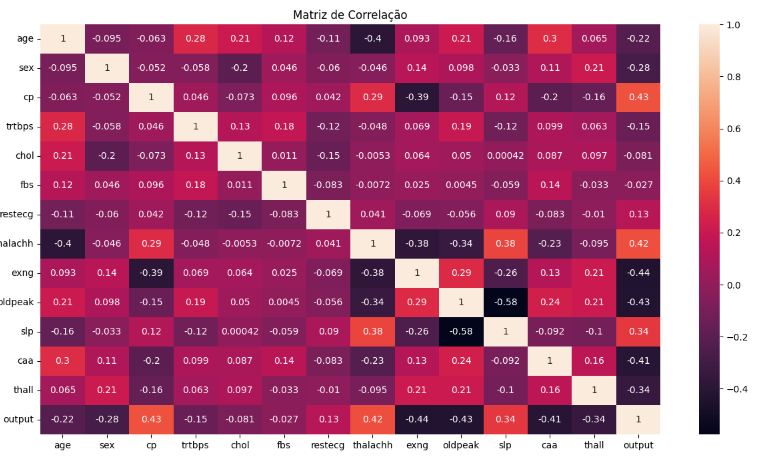 Matriz de Correlação
age 1 -0.095 -0.063 0.28 0.21 0.12 -0.11 -0.4 0.093 0.21 -0.16 0.3 0.065 -0.22
sex -0.095 1 -0.052 -0.058 -0.2 0.046 -0.06 -0.046 0.14 0.098 -0.033 0.11 0.21 -0.28
cp -0.063 -0.052 1 0.046 -0.073 0.096 0.042 0.29 -0.39 -0.15 0.12 -0.2 -0.16 0.43
trtbps 0.28 -0.058 0.046 1 0.13 0.18 -0.12 -0.048 0.069 0.19 -0.12 0.099 0.063 -0.15
chol 0.21 -0.2 -0.073 0.13 1 0.011 -0.15 -0.0053 0.064 0.05 0.00042 0.087 0.097 -0.081
fbs 0.12 0.046 0.096 0.18 0.011 1 -0.083 -0.0072 0.025 0.0045 -0.059 0.14 -0.033 -0.027
restecg -0.11 -0.06 0.042 -0.12 -0.15 -0.083 1 0.041 -0.069 -0.056 0.09 -0.083 -0.01 0.13
halachh -0.4 -0.046 0.29 -0.048 -0.0053 -0.0072 0.041 1 -0.38 -0.34 0.38 -0.23 -0.095 0.42
exng 0.093 0.14 -0.39 0.069 0.064 0.025 -0.069 -0.38 1 0.29 -0.26 0.13 0.21 -0.44
oldpeak 0.21 0.098 -0.15 0.19 0.05 0.0045 -0.056 -0.34 0.29 1 -0.58 0.24 0.21 -0.43
slp -0.16 -0.033 0.12 -0.12 0.00042 -0.059 0.09 0.38 -0.26 -0.58 1 -0.092 -0.1 0.34
caa 0.3 0.11 -0.2 0.099 0.087 0.14 -0.083 -0.23 0.13 0.24 -0.092 1 0.16 -0.41
thall 0.065 0.21 -0.16 0.063 0.097 -0.033 -0.01 -0.095 0.21 0.21 -0.1 0.16 1 -0.34
output -0.22 -0.28 0.43 -0.15 -0.081 -0.027 0.13 0.42 -0.44 -0.43 0.34 -0.41 -0.34 1
age sex cp trtbps chol fbs restecg thalachh exng oldpeak slp caa thall output
1.0
0.8
0.6
0.4
0.2
0.0
−0.2
−0.4